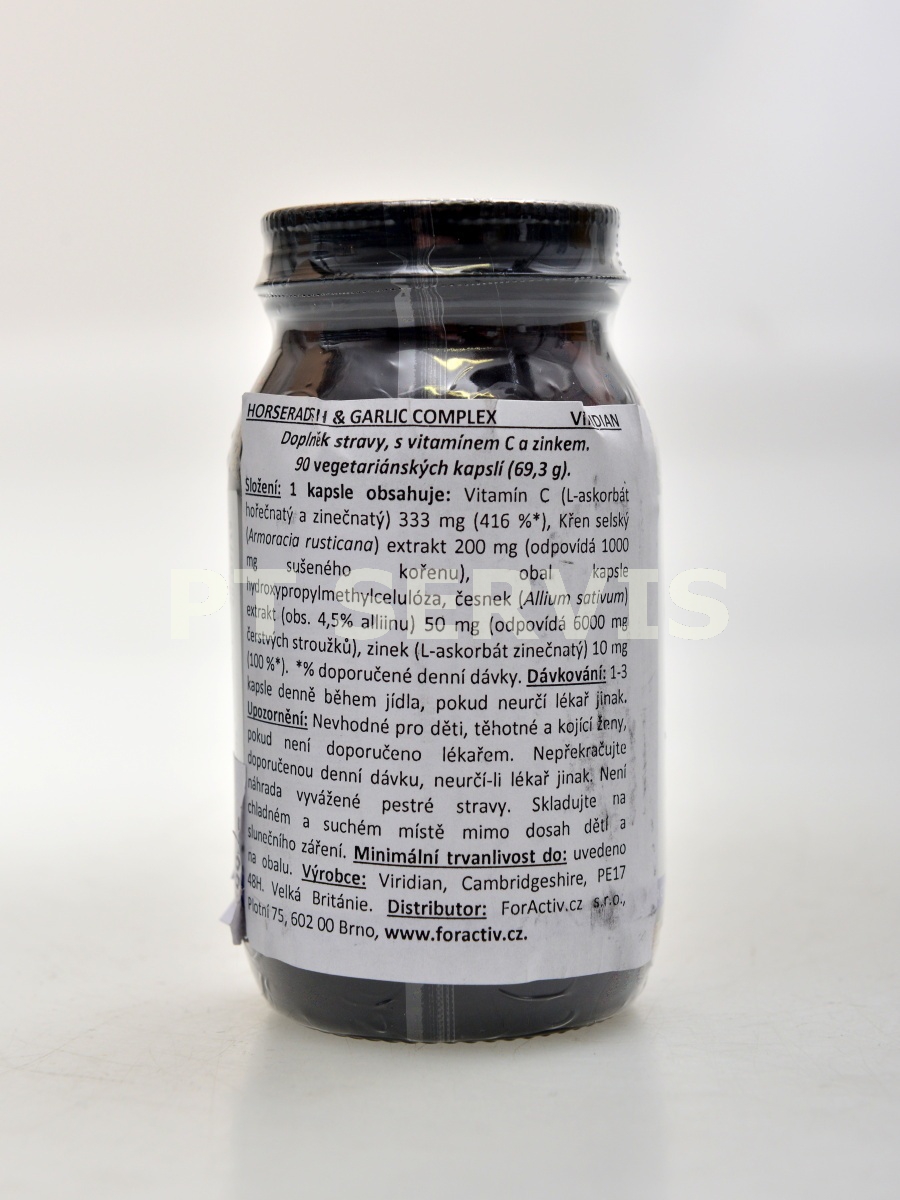 HORSERADISH & GARLIC COMPLEX VIRIDIAN
Doplněk stravy, s vitamínem C a zinkem.
90 vegetariánských kapslí (69,3 g).
Složení: 1 kapsle obsahuje: Vitamín C (L-askorbát
hořečnatý a zinečnatý) 333 mg (416 %*), Křen selský
(Armoracia rusticana) extrakt 200 mg (odpovídá 1000
mg sušeného kořenu), obal kapsle
hydroxypropylmethylcelulóza, česnek (Allium sativum)
PT SERVIS
extrakt (obs. 4,5% alliinu) 50 mg (odpovídá 6000 mg
čerstvých stroužků), zinek (L-askorbát zinečnatý) 10 mg
(100 %*). *% doporučené denní dávky. Dávkování: 1-3
kapsle denně během jídla, pokud neurčí lékař jinak.
Upozornění: Nevhodné pro děti, těhotné a kojící ženy,
pokud není doporučeno lékařem. Nepřekračujte
doporučenou denní dávku, neurčí-li lékař jinak. Není
náhrada vyvážené pestré stravy. Skladujte na
chladném a suchém místě mimo dosah dětí a
slunečního záření. Minimální trvanlivost do: uvedeno
na obalu. Výrobce: Viridian, Cambridgeshire, PE17
48H. Velká Británie. Distributor: ForActiv.cz s.r.o.,
Plotní 75, 602 00 Brno, www.foractiv.cz.